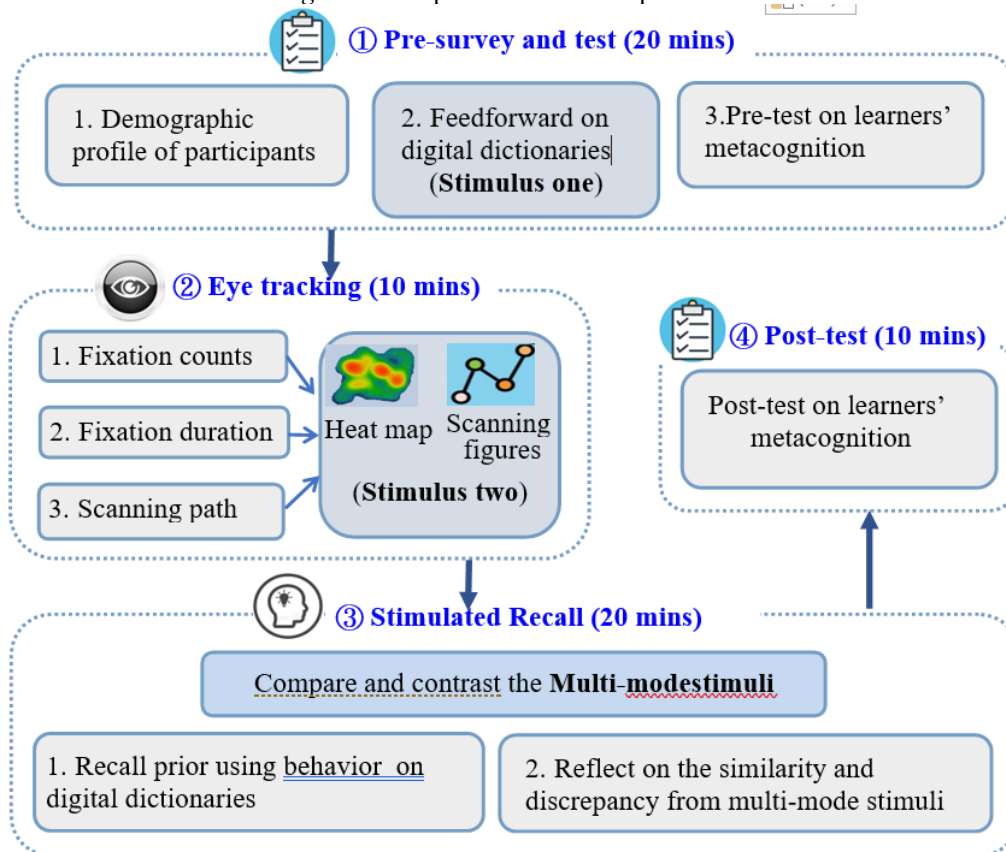 ① Pre-survey and test (20 mins)
1. Demographic
profile of participants
2. Feedforward on
digital dictionaries
(Stimulus one)
3.Pre-test on learners’
metacognition
② Eye tracking (10 mins)
1. Fixation counts
2. Fixation duration
3. Scanning path
Heat map
Scanning
figures
(Stimulus two)
③ Stimulated Recall (20 mins)
Compare and contrast the Multi-modestimuli
1. Recall prior using behavior on
digital dictionaries
2. Reflect on the similarity and
discrepancy from multi-mode stimuli
④ Post-test (10 mins)
Post-test on learners’
metacognition